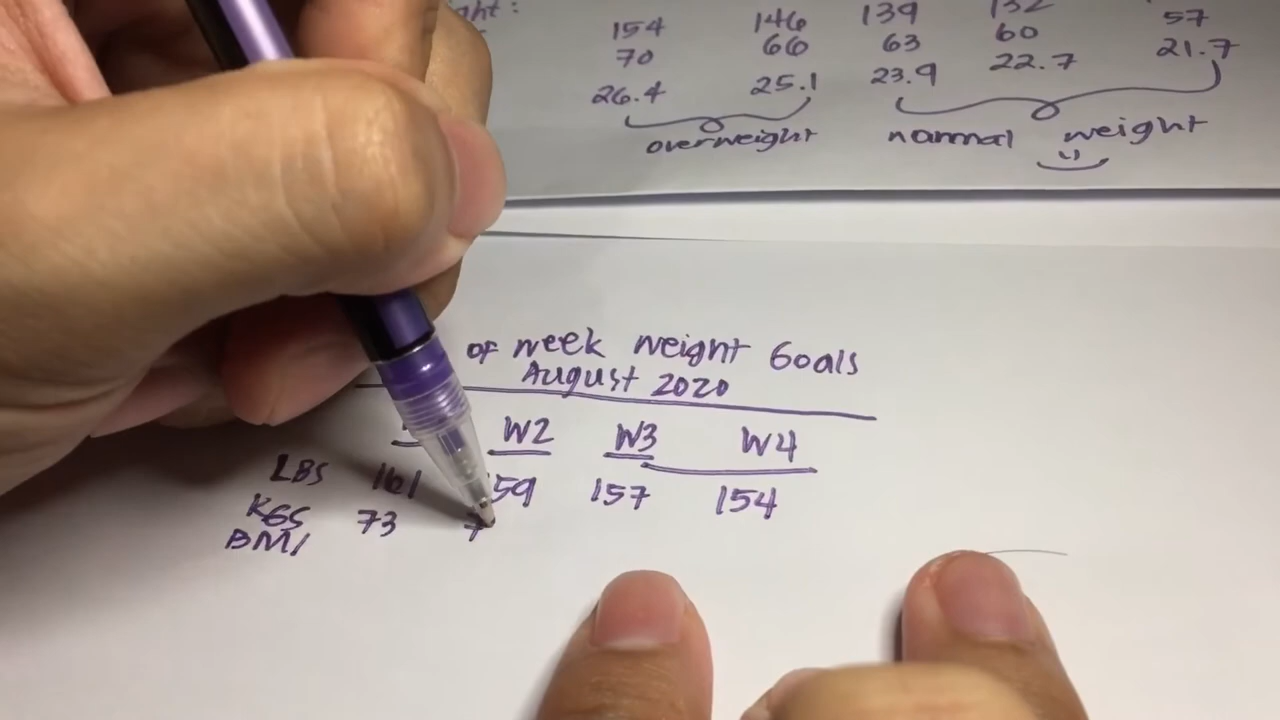 154 146 139 132 57
70 66 63 60 21.7
26.4 25.1 23.9 22.7
overweight normal weight
of week weight Goals
August 2020
W2 W3 W4
LBS 161 159 157 154
KGS 73 7
BMI